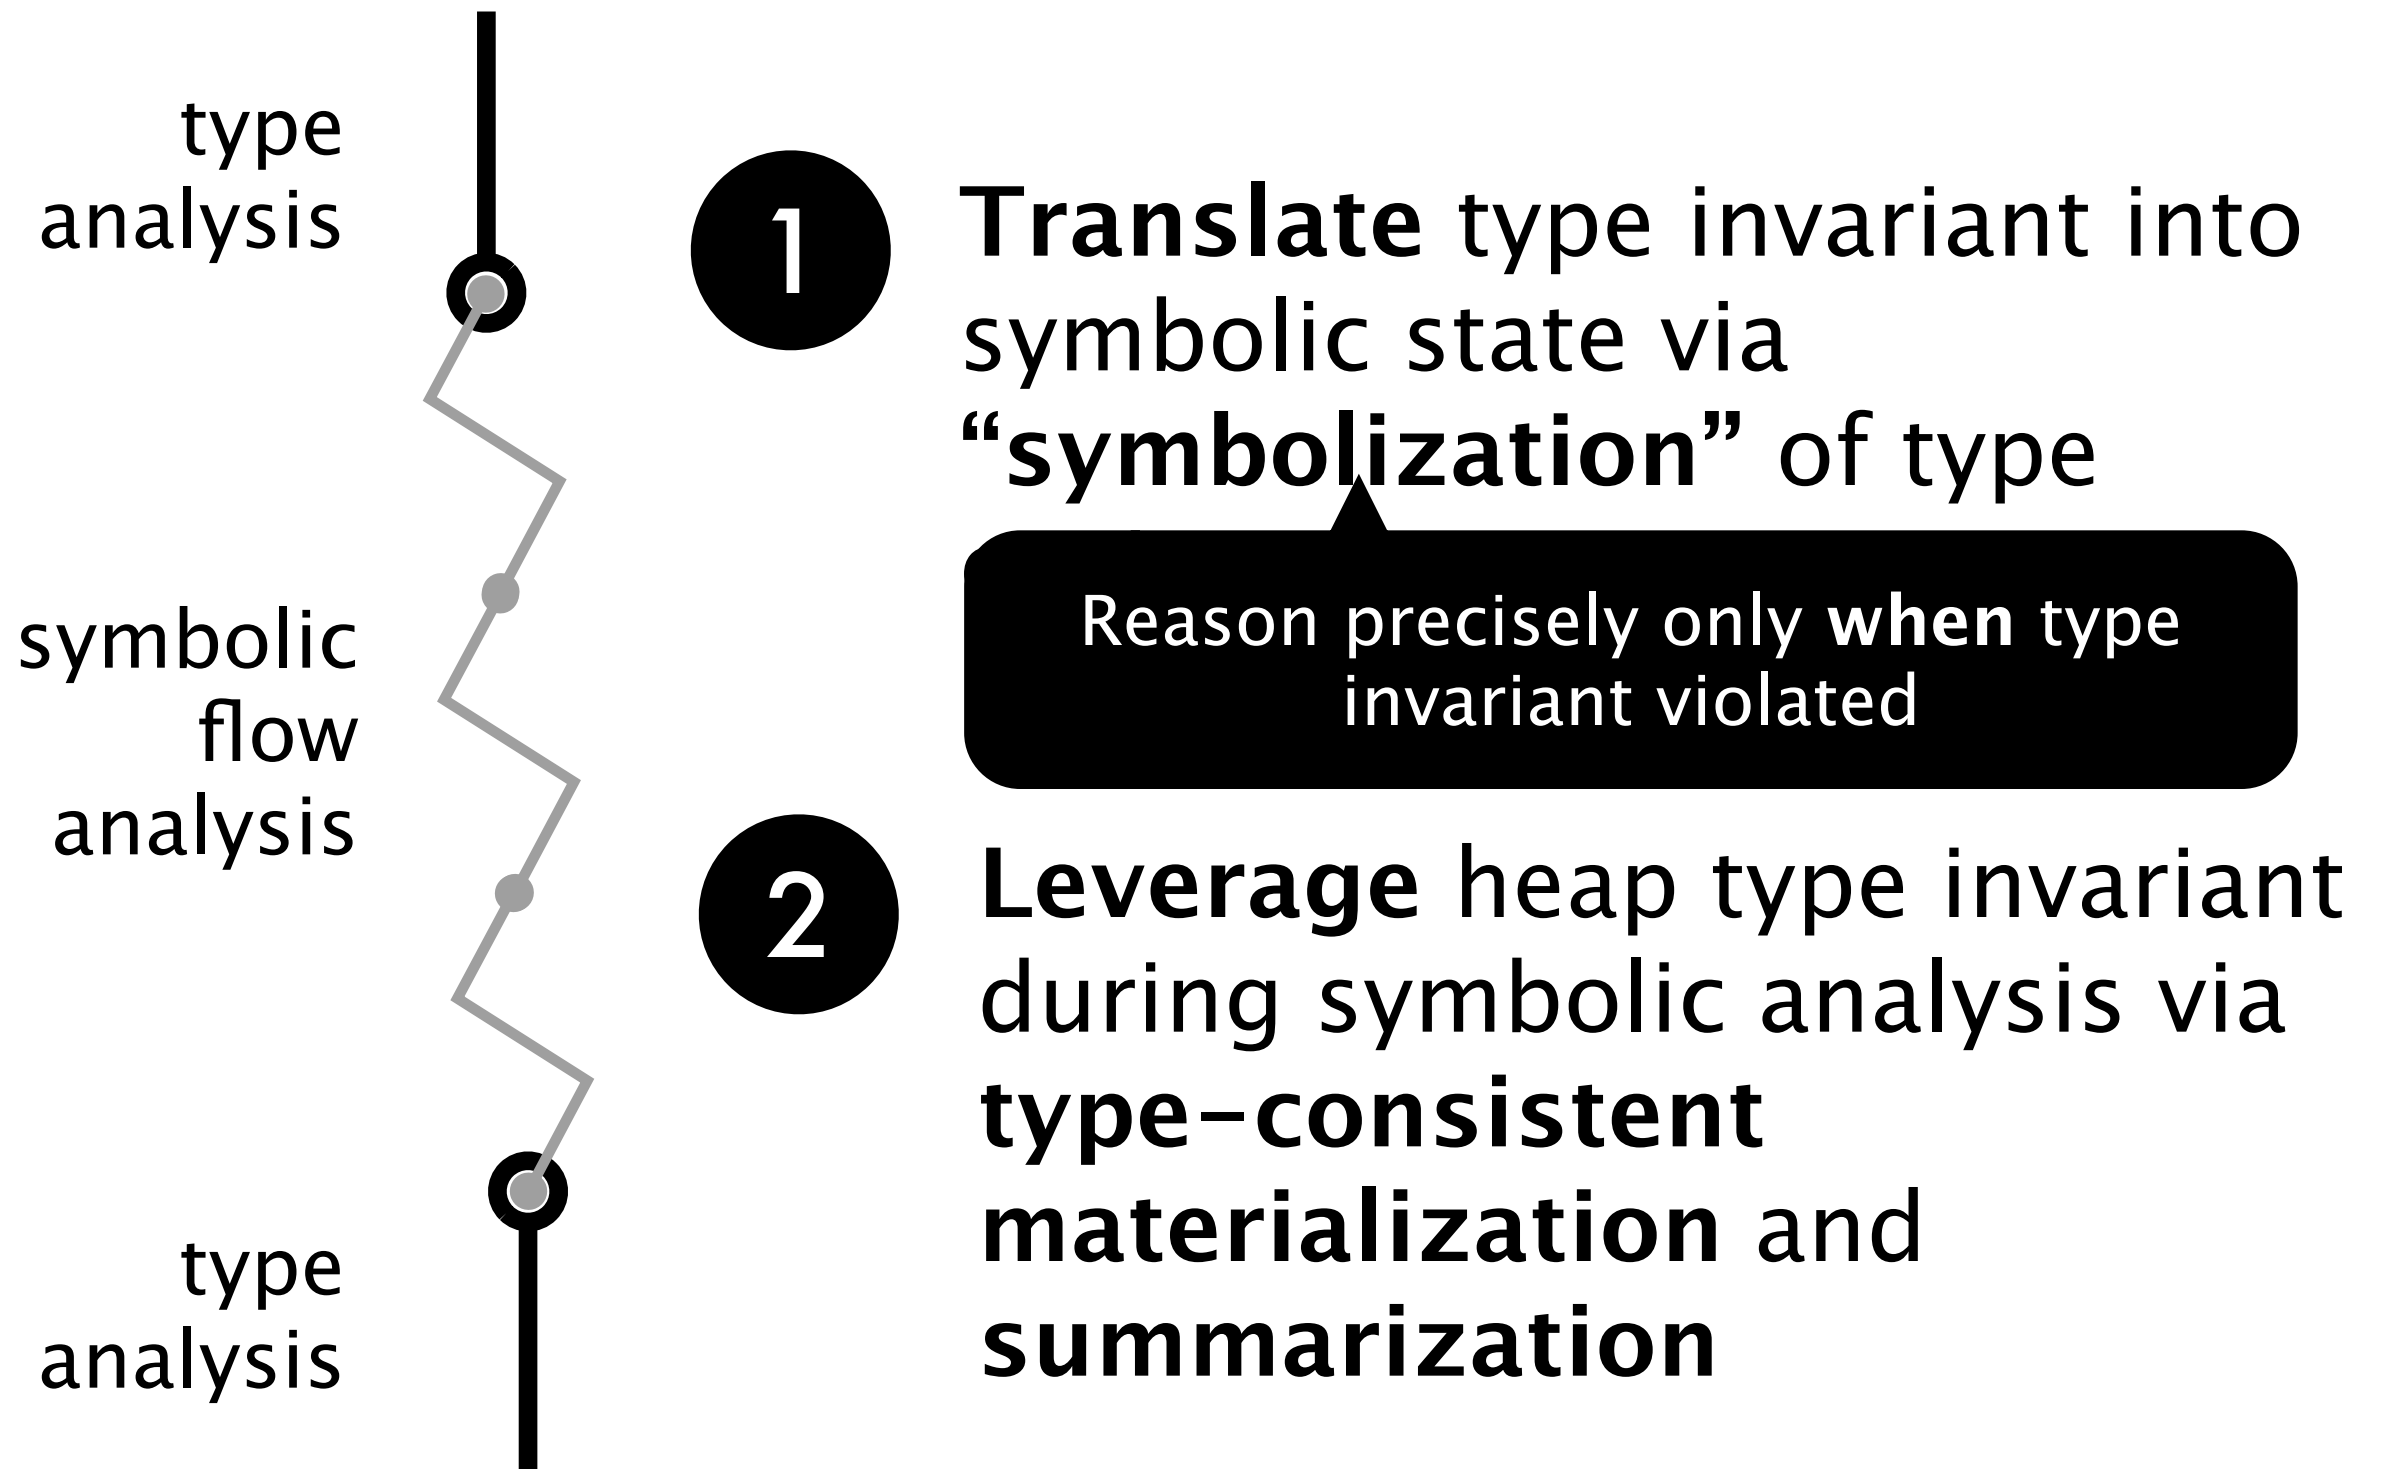 type
analysis
symbolic
flow
analysis
type
analysis
1
Translate type invariant into
symbolic state via
“symbolization” of type
Reason precisely only when type
invariant violated
2
Leverage heap type invariant
during symbolic analysis via
type-consistent
materialization and
summarization